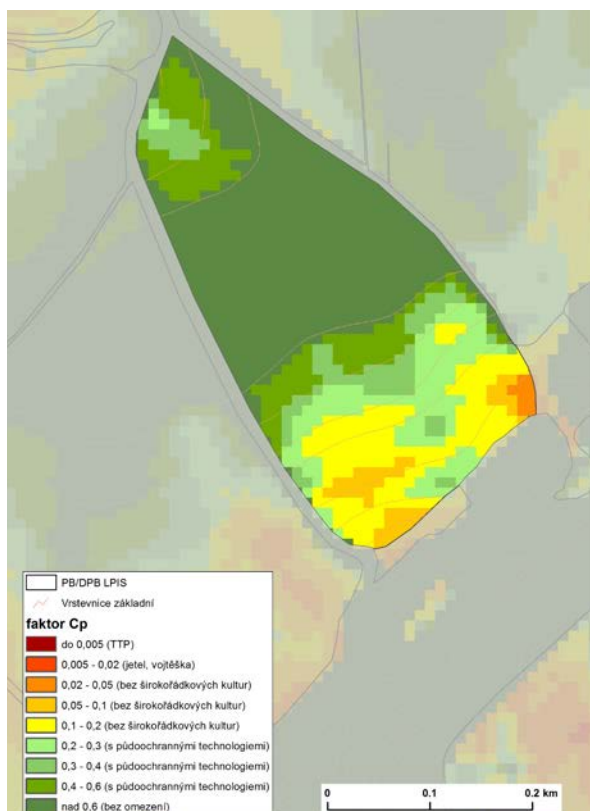 PB/DPB LPIS
Vrstevnice základní
faktor Cp
do 0,005 (TTP)
0,005 - 0,02 (jetel, vojtěška)
0,02 - 0,05 (bez širokořádkových kultur)
0,05 - 0,1 (bez širokořádkových kultur)
0,1 - 0,2 (bez širokořádkových kultur)
0,2 - 0,3 (s půdoochrannými technologiemi)
0,3 - 0,4 (s půdoochrannými technologiemi)
0,4 - 0,6 (s půdoochrannými technologiemi)
nad 0,6 (bez omezení)
0 0.1 0.2 km